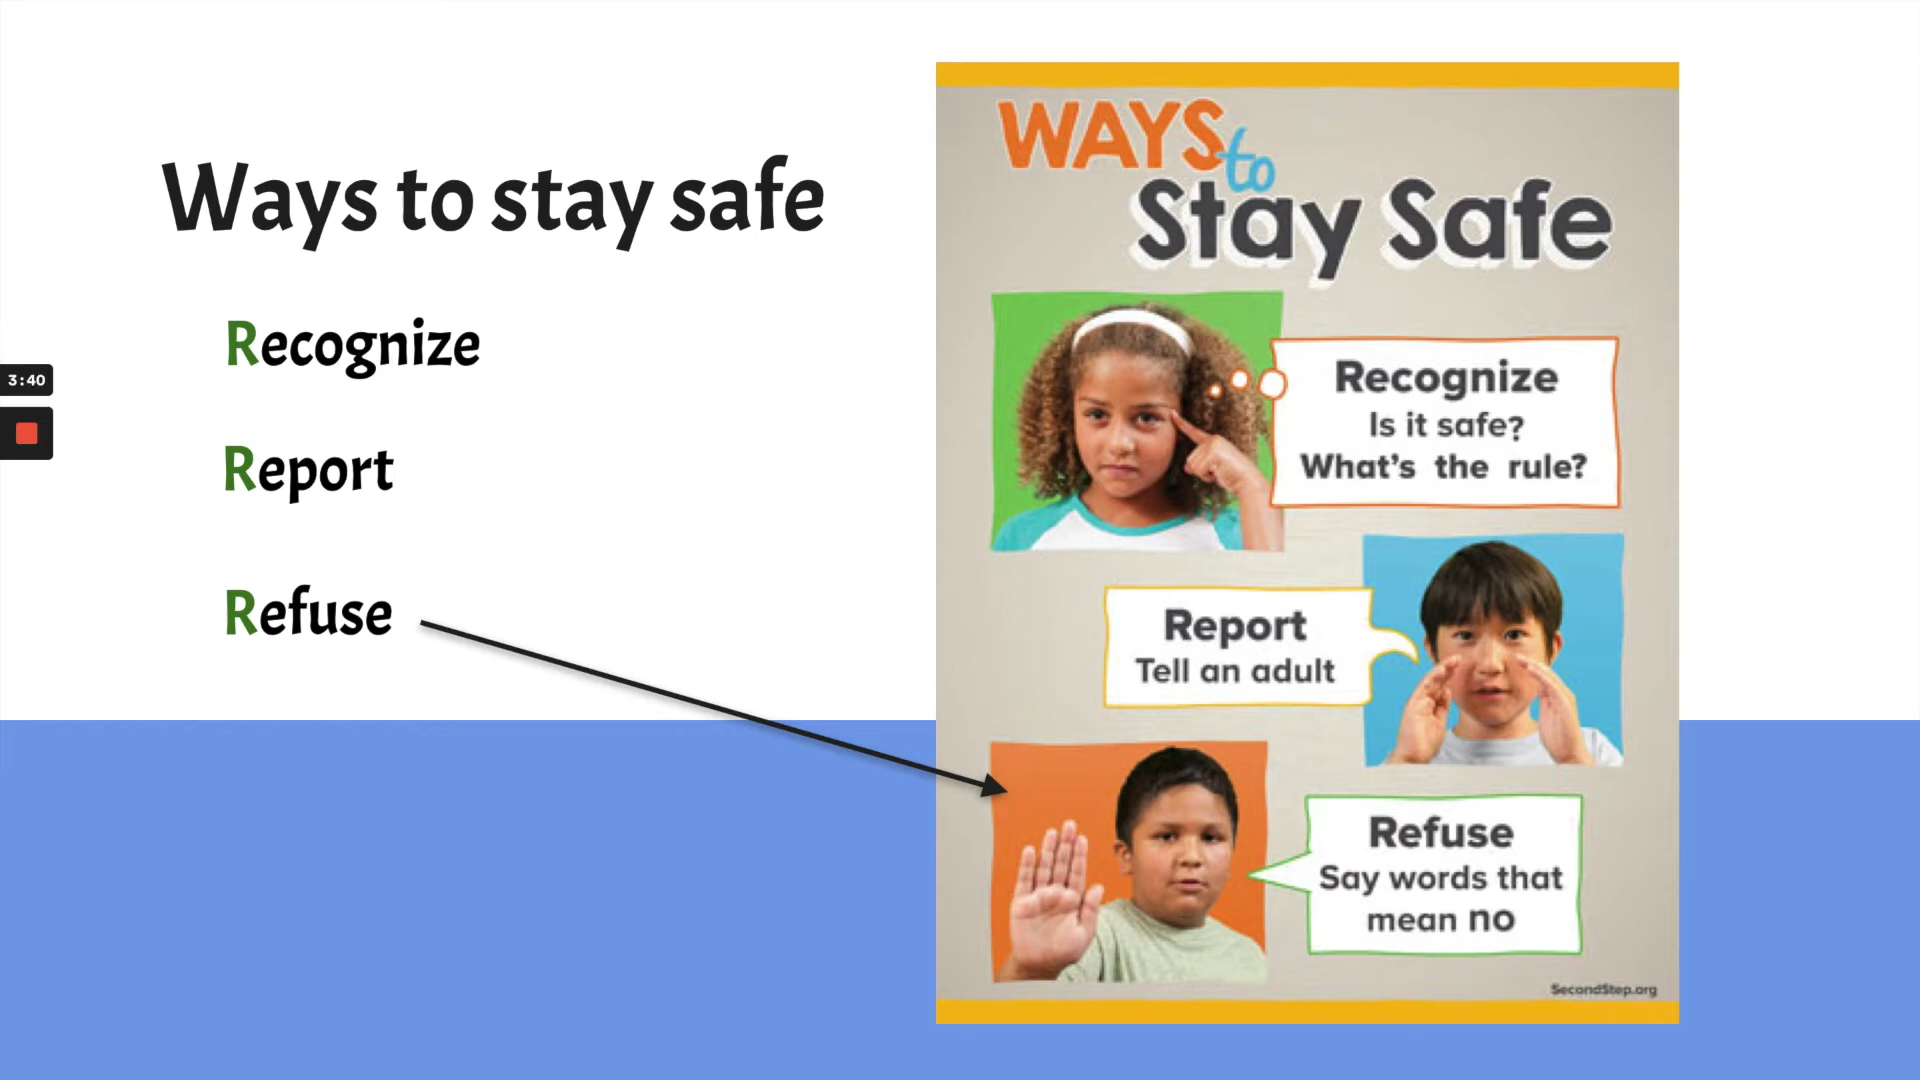 Ways to stay safe
Recognize
Report
Refuse
3:40
WAYS
to
Stay Safe
Recognize
Is it safe?
What's the rule?
Report
Tell an adult
Refuse
Say words that
mean no
SecondStep.org